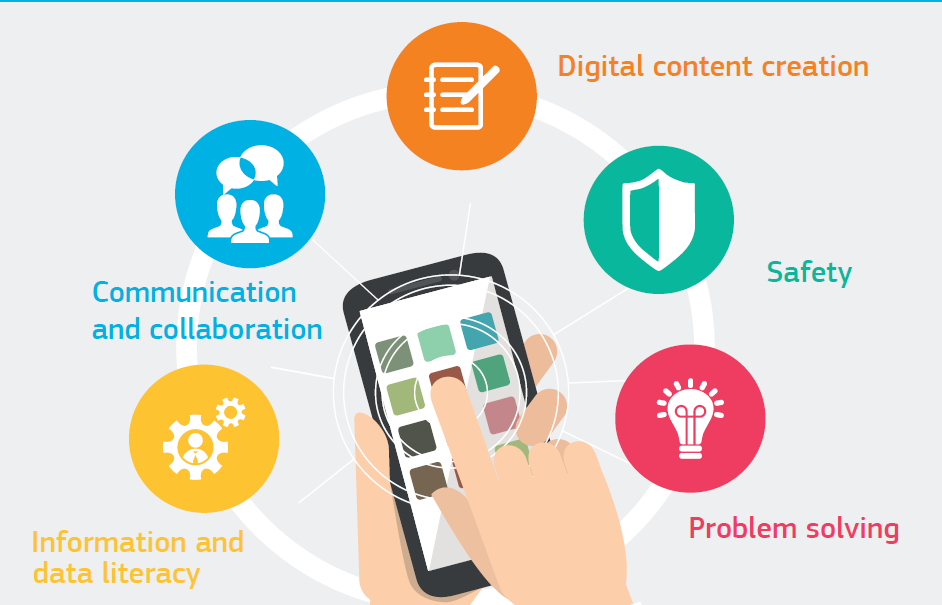 Digital content creation
Safety
Communication
and collaboration
Information and
data literacy
Problem solving